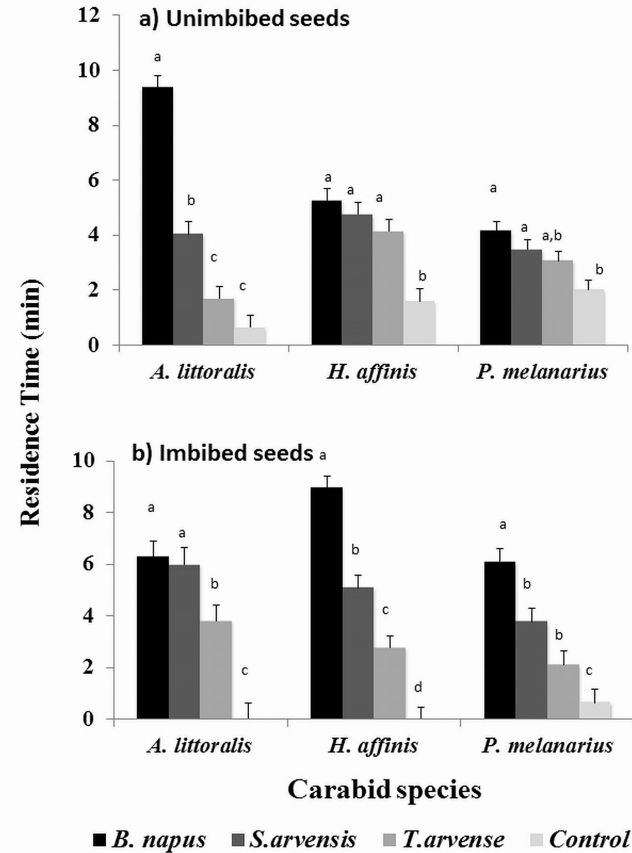 a) Unimbibed seeds
12
10
8
6
4
2
0
a
b
c
c
a
a
a
b
a
a
a,b
b
A. littoralis
H. affinis
P. melanarius
Residence Time (min)
b) Imbibed seeds
10
8
6
4
2
0
a
a
b
c
a
b
c
d
a
b
b
c
A. littoralis
H. affinis
P. melanarius
Carabid species
B. napus
S.arvensis
T.arvense
Control